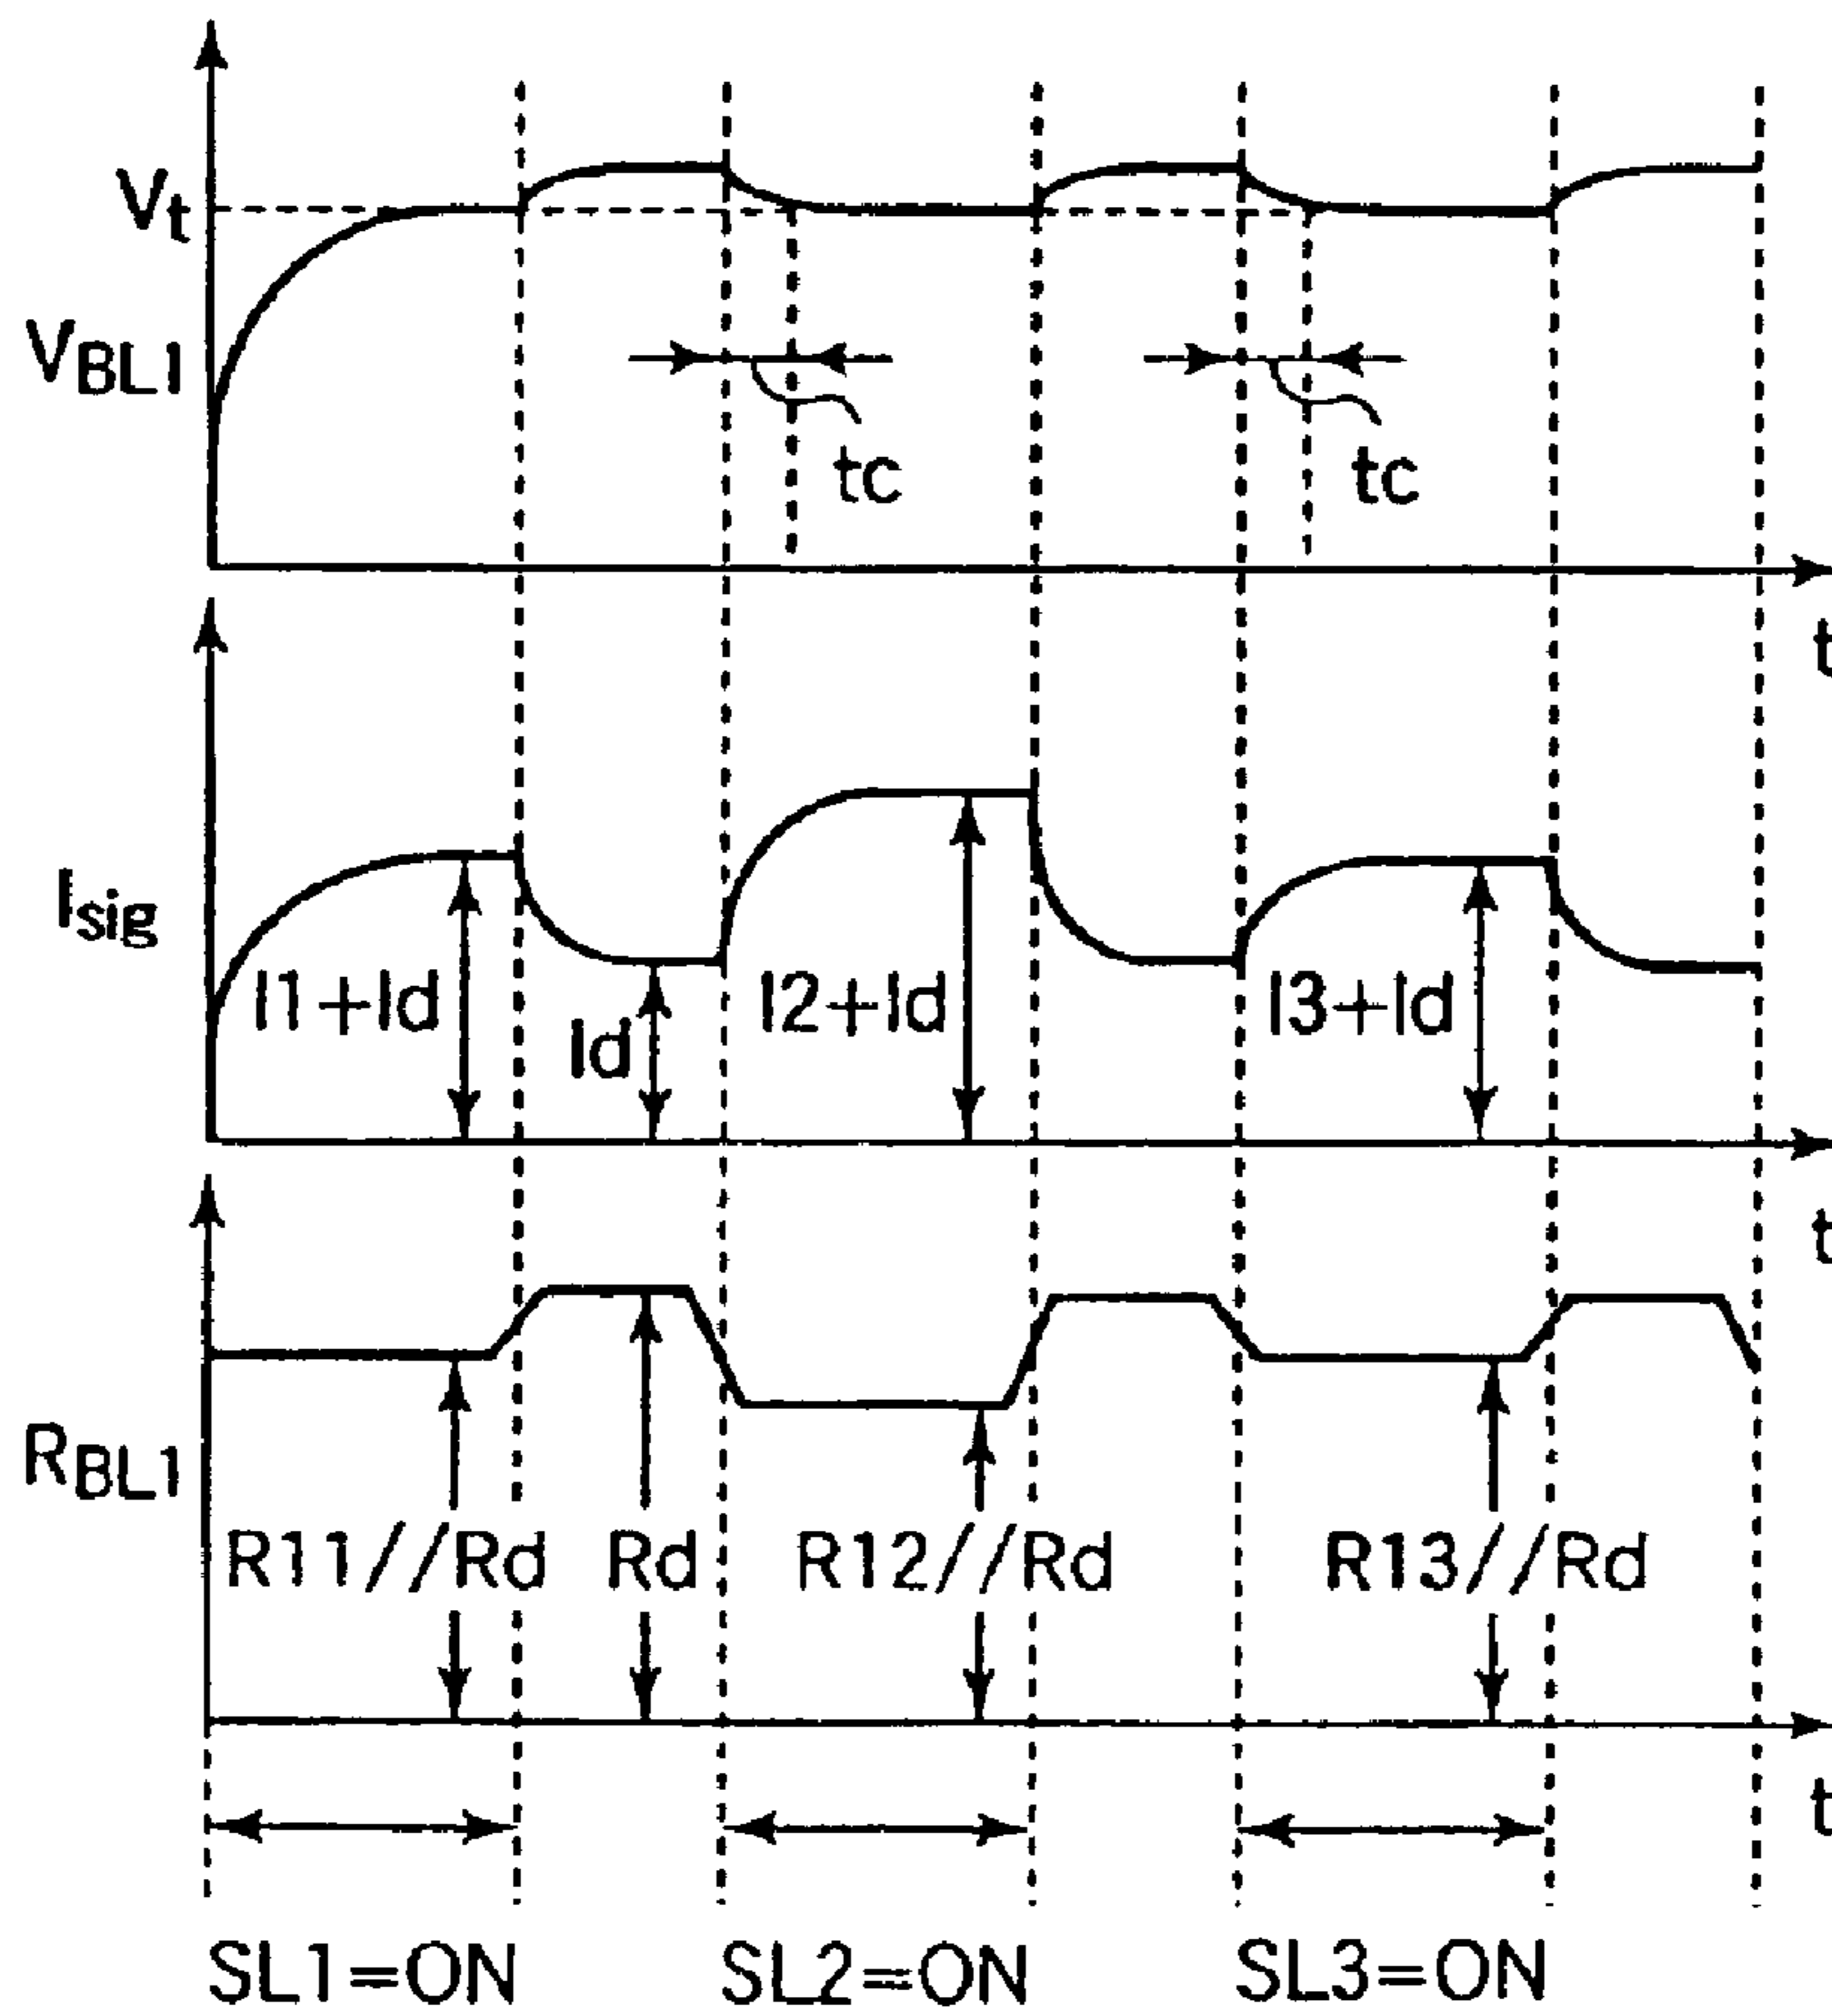 Vt
VBL1
tc
tc
t
Isig
I1+Id
Id
I2+Id
I3+Id
t
RBL1
R11//Rd
Rd
R12//Rd
R13//Rd
t
SL1=ON
SL2=ON
SL3=ON